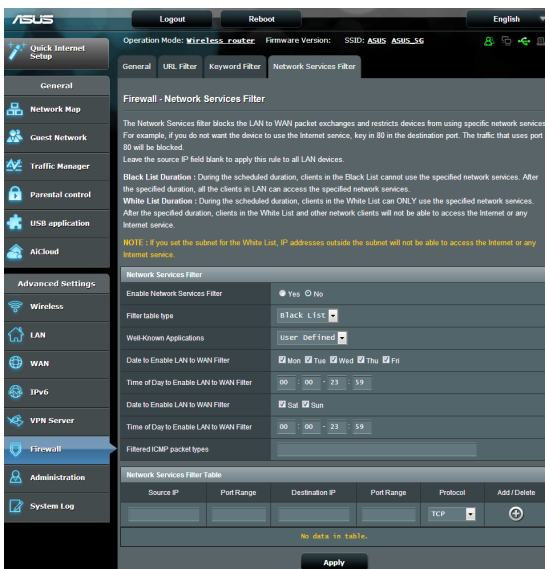 ASUS
Logout
Reboot
English
Quick Internet
Setup
Operation Mode: Wireless router Firmware Version: SSID: ASUS ASUS_5G
General
URL Filter
Keyword Filter
Network Services Filter
General
Network Map
Guest Network
Traffic Manager
Parental control
USB application
AiCloud
Advanced Settings
Wireless
LAN
WAN
IPv6
VPN Server
Firewall
Administration
System Log
Firewall - Network Services Filter
The Network Services filter blocks the LAN to WAN packet exchanges and restricts devices from using specific network services.
For example, if you do not want the device to use the Internet service, key in 80 in the destination port. The traffic that uses port
80 will be blocked.
Leave the source IP field blank to apply this rule to all LAN devices.
Black List Duration : During the scheduled duration, clients in the Black List cannot use the specified network services. After
the specified duration, all the clients in LAN can access the specified network services.
White List Duration : During the scheduled duration, clients in the White List can ONLY use the specified network services.
After the specified duration, clients in the White List and other network clients will not be able to access the Internet or any
Internet service.
NOTE : If you set the subnet for the White List, IP addresses outside the subnet will not be able to access the Internet or any
Internet service.
Network Services Filter
Enable Network Services Filter Yes No
Filter table type Black List
Well-Known Applications User Defined
Date to Enable LAN to WAN Filter Mon Tue Wed Thu Fri
Time of Day to Enable LAN to WAN Filter 00 : 00 - 23 : 59
Date to Enable LAN to WAN Filter Sat Sun
Time of Day to Enable LAN to WAN Filter 00 : 00 - 23 : 59
Filtered ICMP packet types
Network Services Filter Table
Source IP Port Range Destination IP Port Range Protocol Add / Delete
TCP
No data in table.
Apply